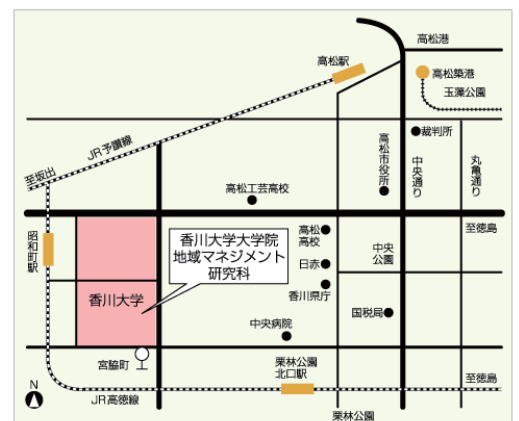 高松港
高松駅
高松築港
玉藻公園
JR予讃線
至坂出
裁判所
高松市役所
中央通り
丸亀通り
高松工芸高校
至徳島
昭和町駅
香川大学大学院
地域マネジメント
研究科
高松
高校
中央
公園
日赤
香川大学
香川県庁
国税局
中央病院
宮脇町
栗林公園
北口駅
至徳島
N
JR高徳線
栗林公園